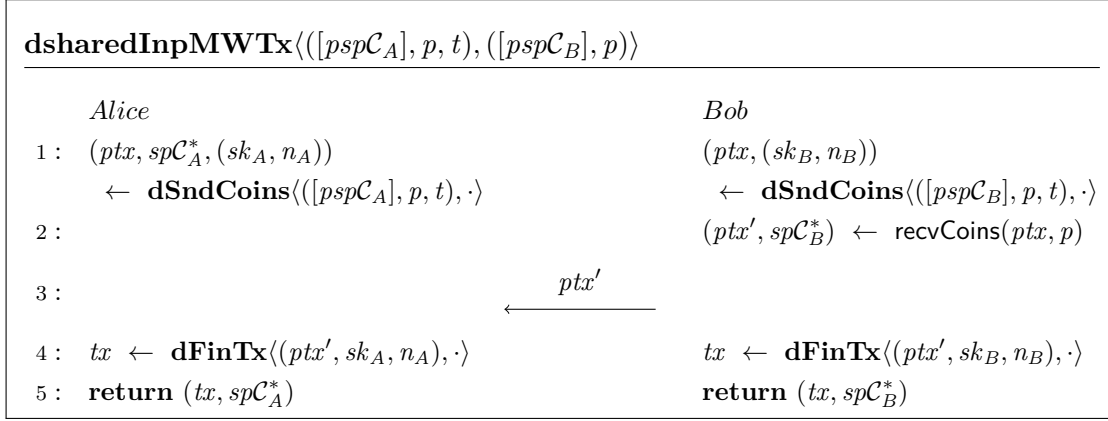 dsharedInpMWTx⟨([pspC_A], p, t), ([pspC_B], p)⟩
Alice Bob
1 : (ptx, spC*_A, (sk_A, n_A)) (ptx, (sk_B, n_B))
← dSndCoins⟨([pspC_A], p, t), ·⟩ ← dSndCoins⟨([pspC_B], p, t), ·⟩
2 : (ptx′, spC*_B) ← recvCoins(ptx, p)
ptx′
3 : ←
4 : tx ← dFinTx⟨(ptx′, sk_A, n_A), ·⟩ tx ← dFinTx⟨(ptx′, sk_B, n_B), ·⟩
5 : return (tx, spC*_A) return (tx, spC*_B)